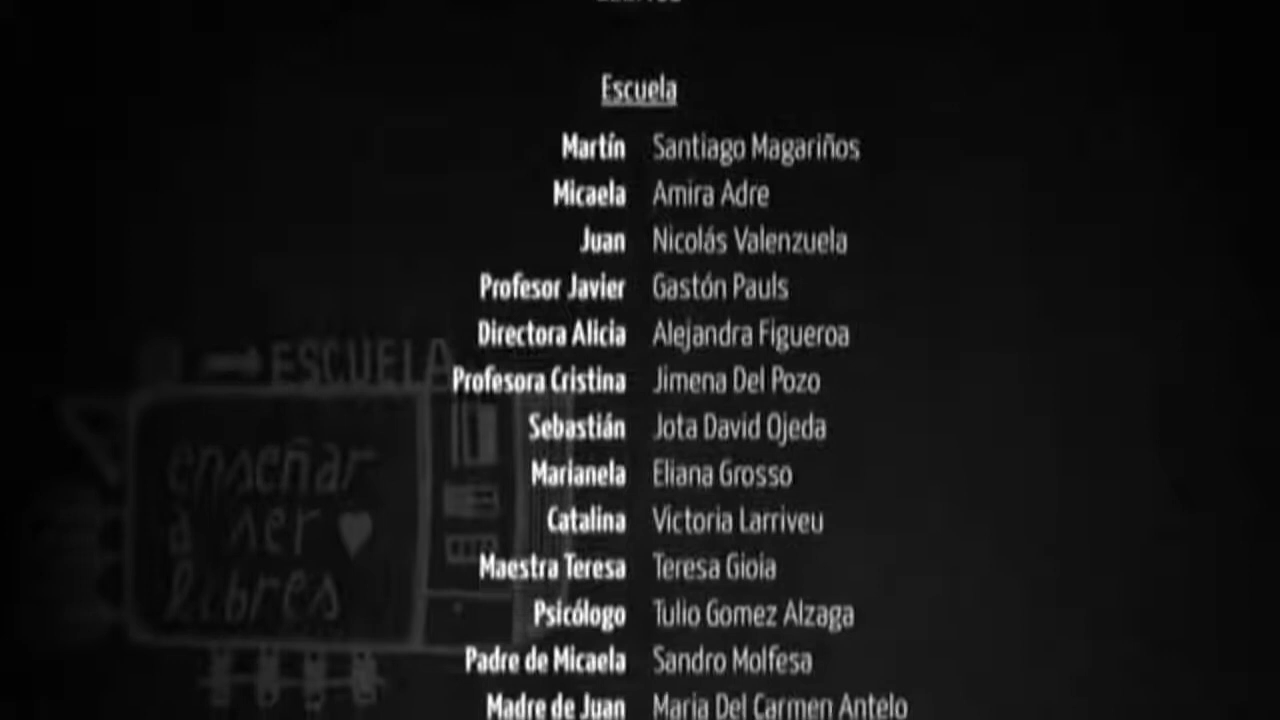 Escuela
Martín Santiago Magariños
Micaela Amira Adre
Juan Nicolás Valenzuela
Profesor Javier Gastón Pauls
Directora Alicia Alejandra Figueroa
Profesora Cristina Jimena Del Pozo
Sebastián Jota David Ojeda
Marianela Eliana Grosso
Catalina Victoria Larriveu
Maestra Teresa Teresa Gioia
Psicólogo Tulio Gomez Alzaga
Padre de Micaela Sandro Molfesa
Madre de Juan Maria Del Carmen Antelo
ESCUELA
enseñar
a ser
libres